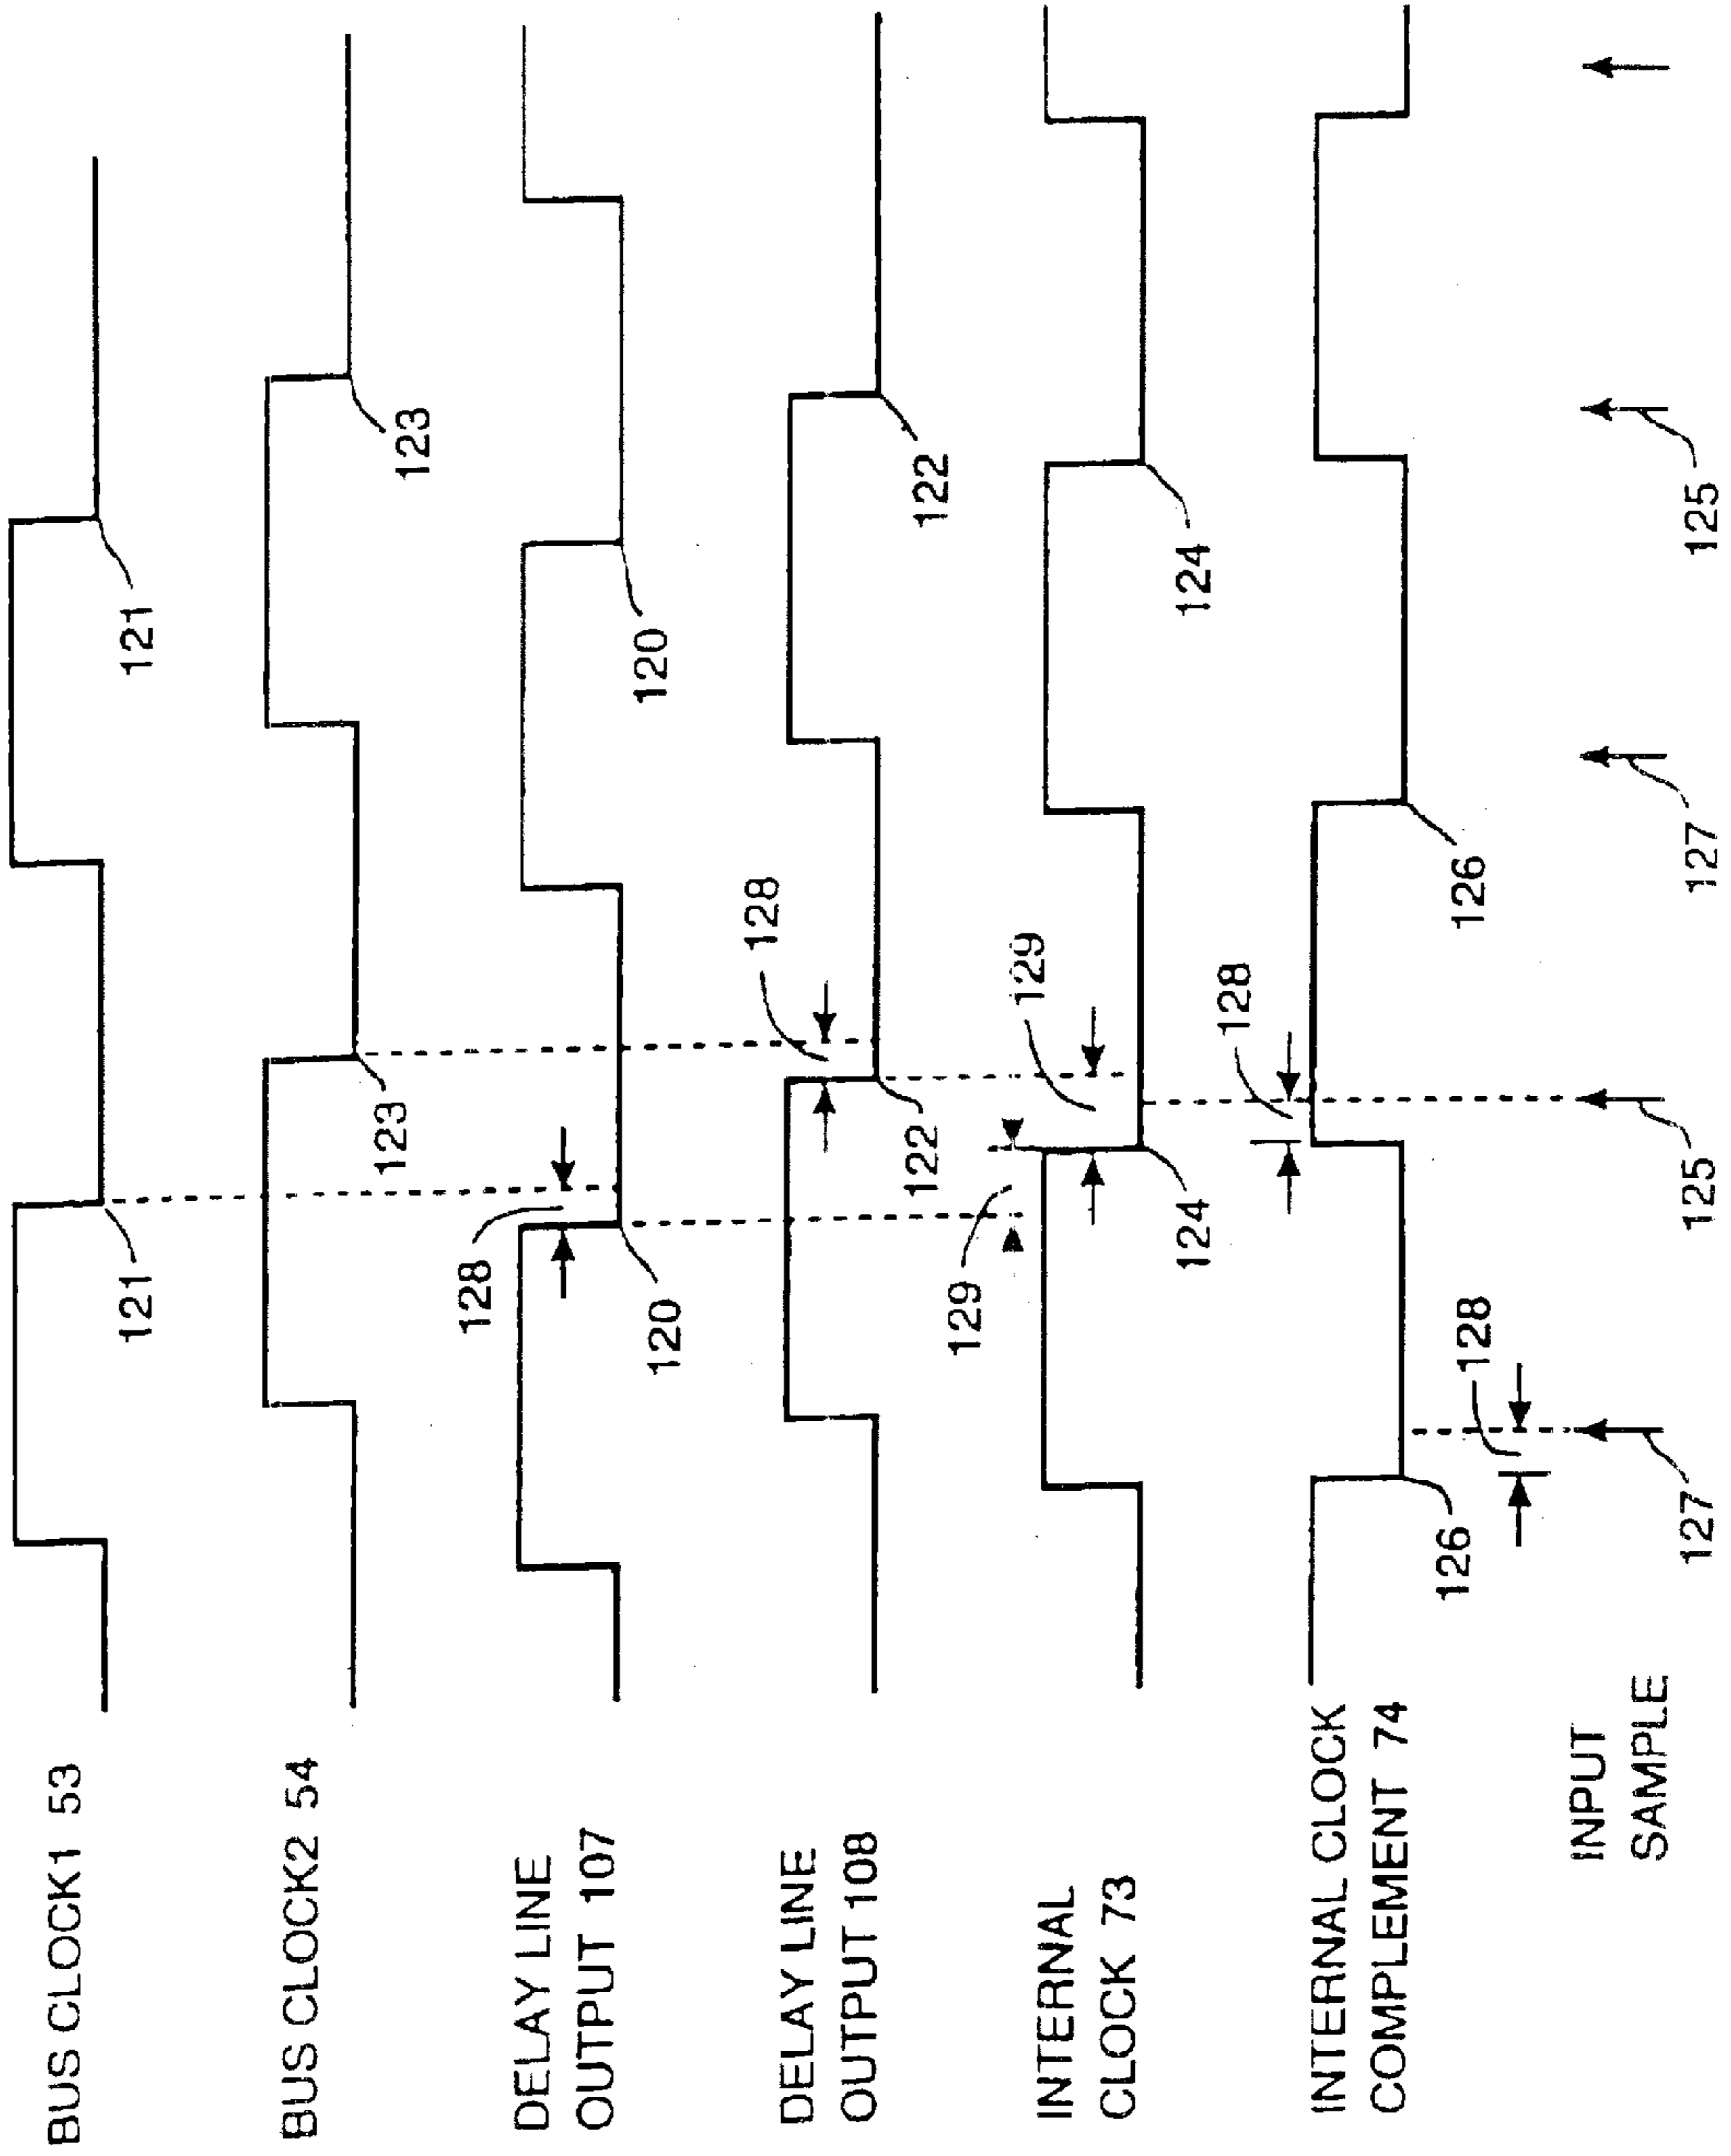 BUS CLOCK1 53
121
121
BUS CLOCK2 54
123
123
DELAY LINE
OUTPUT 107
128
120
120
DELAY LINE
OUTPUT 108
128
122
122
INTERNAL
CLOCK 73
129
129
124
124
INTERNAL CLOCK
COMPLEMENT 74
128
126
126
128
INPUT
SAMPLE
127
125
127
125